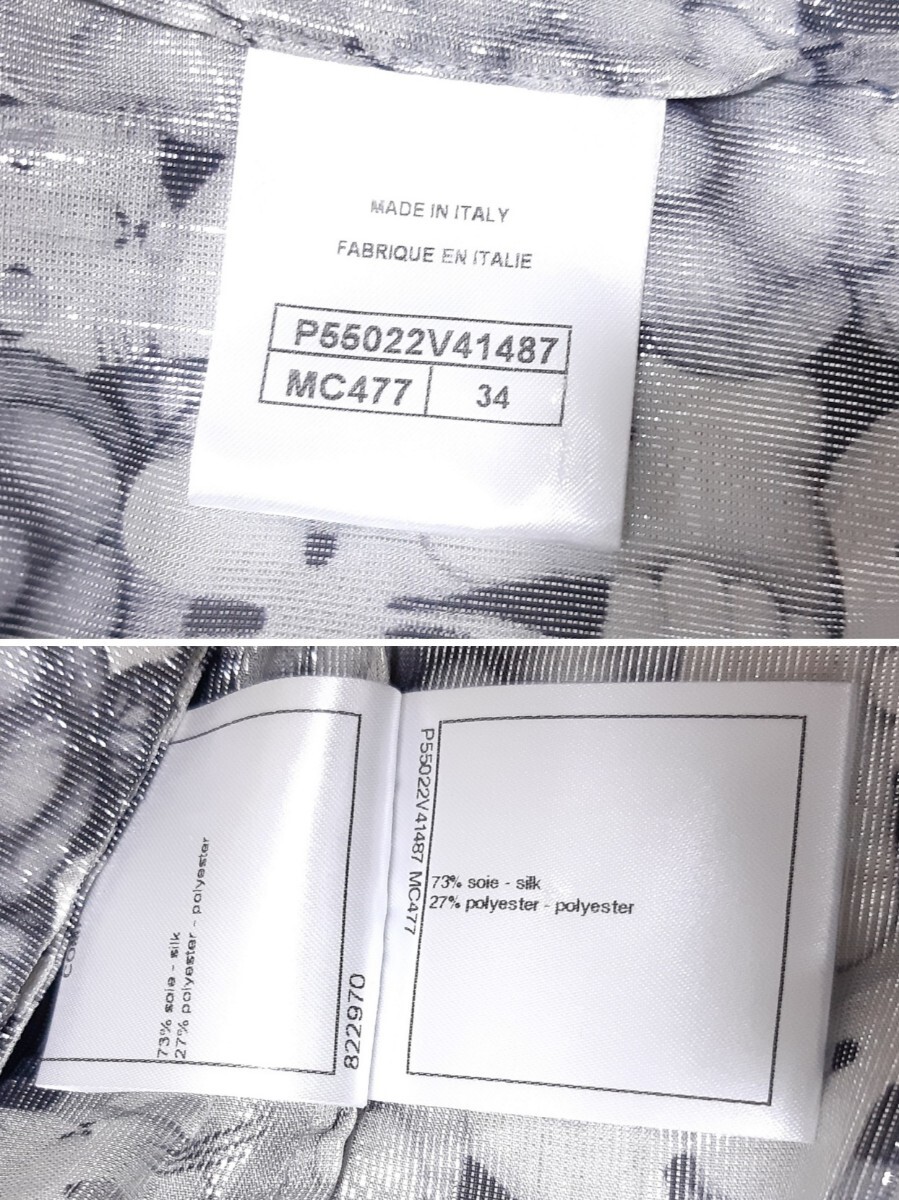 MADE IN ITALY
FABRIQUE EN ITALIE
P55022V41487
MC477 34
73% soie - silk
27% polyester - polyester
822970
P55022V41487 MC477
73% soie - silk
27% polyester - polyester